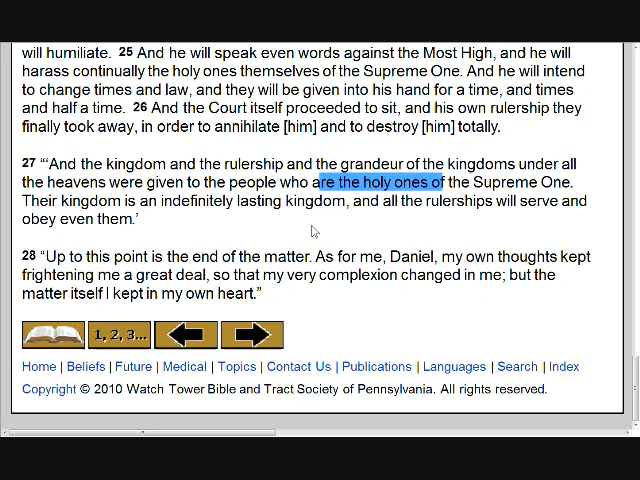 will humiliate. 25 And he will speak even words against the Most High, and he will
harass continually the holy ones themselves of the Supreme One. And he will intend
to change times and law, and they will be given into his hand for a time, and times
and half a time. 26 And the Court itself proceeded to sit, and his own rulership they
finally took away, in order to annihilate [him] and to destroy [him] totally.
27 “‘And the kingdom and the rulership and the grandeur of the kingdoms under all
the heavens were given to the people who are the holy ones of the Supreme One.
Their kingdom is an indefinitely lasting kingdom, and all the rulerships will serve and
obey even them.’
28 “Up to this point is the end of the matter. As for me, Daniel, my own thoughts kept
frightening me a great deal, so that my very complexion changed in me; but the
matter itself I kept in my own heart.”
1, 2, 3...
Home | Beliefs | Future | Medical | Topics | Contact Us | Publications | Languages | Search | Index
Copyright © 2010 Watch Tower Bible and Tract Society of Pennsylvania. All rights reserved.